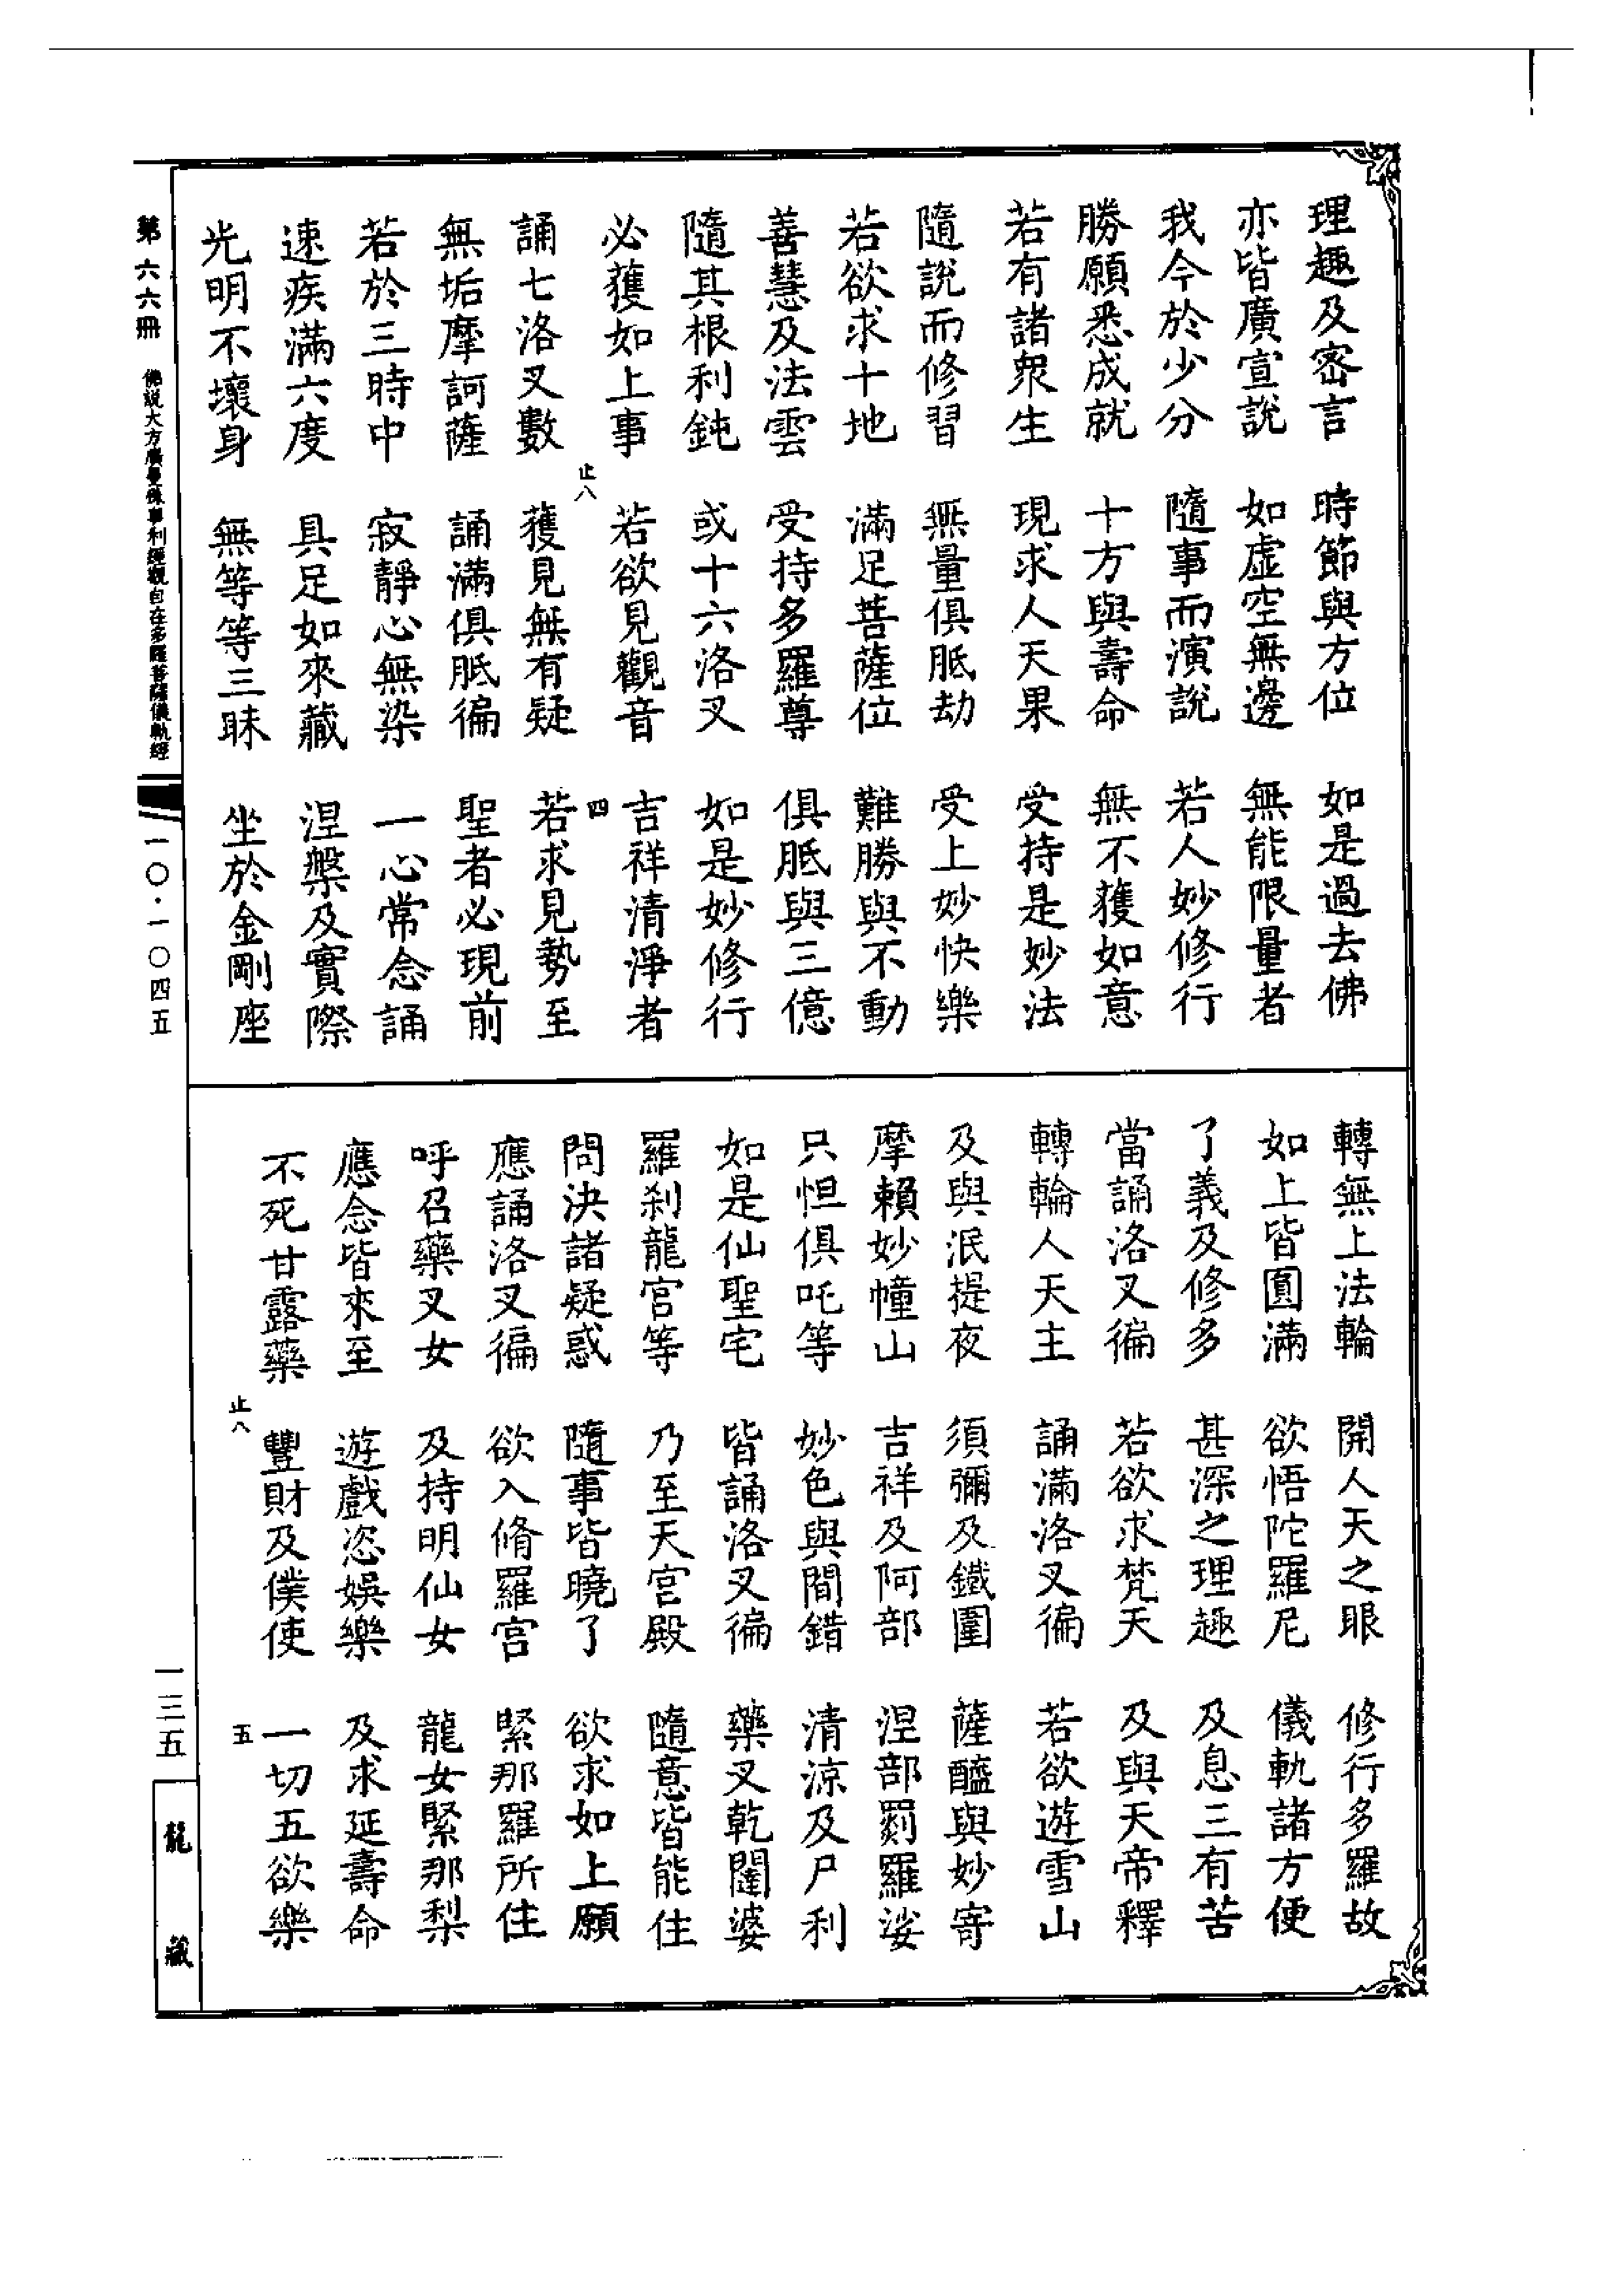 理趣及密言　時節與方位　如是過去佛
亦皆廣宣說　如虛空無邊　無能限量者
我今於少分　隨事而演說　若人妙修行
勝願悉成就　十方與壽命　無不獲如意
若有諸衆生　現求人天果　受持是妙法
隨說而修習　無量俱胝劫　受上妙快樂
若欲求十地　滿足菩薩位　難勝與不動
善慧及法雲　受持多羅尊　俱胝與三億
隨其根利鈍　或十六洛叉　如是妙修行
必獲如上事　若欲見觀音　吉祥清淨者
止八　四
誦七洛叉數　獲見無有疑　若求見勢至
無垢摩訶薩　誦滿俱胝徧　聖者必現前
若於三時中　寂靜心無染　一心常念誦
速疾滿六度　具足如來藏　涅槃及實際
光明不壞身　無等等三昧　坐於金剛座
轉無上法輪　開人天之眼　修行多羅故
如上皆圓滿　欲悟陀羅尼　儀軌諸方便
了義及修多　甚深之理趣　及息三有苦
當誦洛叉徧　若欲求梵天　及與天帝釋
轉輪人天主　誦滿洛叉徧　若欲遊雪山
及與泯提夜　須彌及鐵圍　薩醯與妙寄
摩賴妙幢山　吉祥及阿部　涅部罽羅娑
只怛俱吒等　妙色與間錯　清涼及尸利
如是仙聖宅　皆誦洛叉徧　藥叉乾闥婆
羅刹龍宮等　乃至天宮殿　隨意皆能住
問決諸疑惑　隨事皆曉了　欲求如上願
應誦洛叉徧　欲入脩羅宮　緊那羅所住
呼召藥叉女　及持明仙女　龍女緊那梨
應念皆來至　遊戲恣娛樂　及求延壽命
不死甘露藥　豐財及僕使　一切五欲樂
止八　五
第六六冊　佛說大方廣曼殊室利經觀自在多羅菩薩儀軌經　一〇·一〇四五
一三五
龍藏